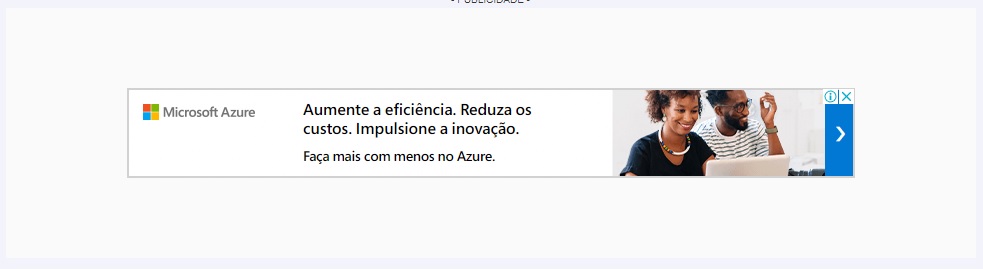 - PUBLICIDADE -
Microsoft Azure
Aumente a eficiência. Reduza os
custos. Impulsione a inovação.
Faça mais com menos no Azure.